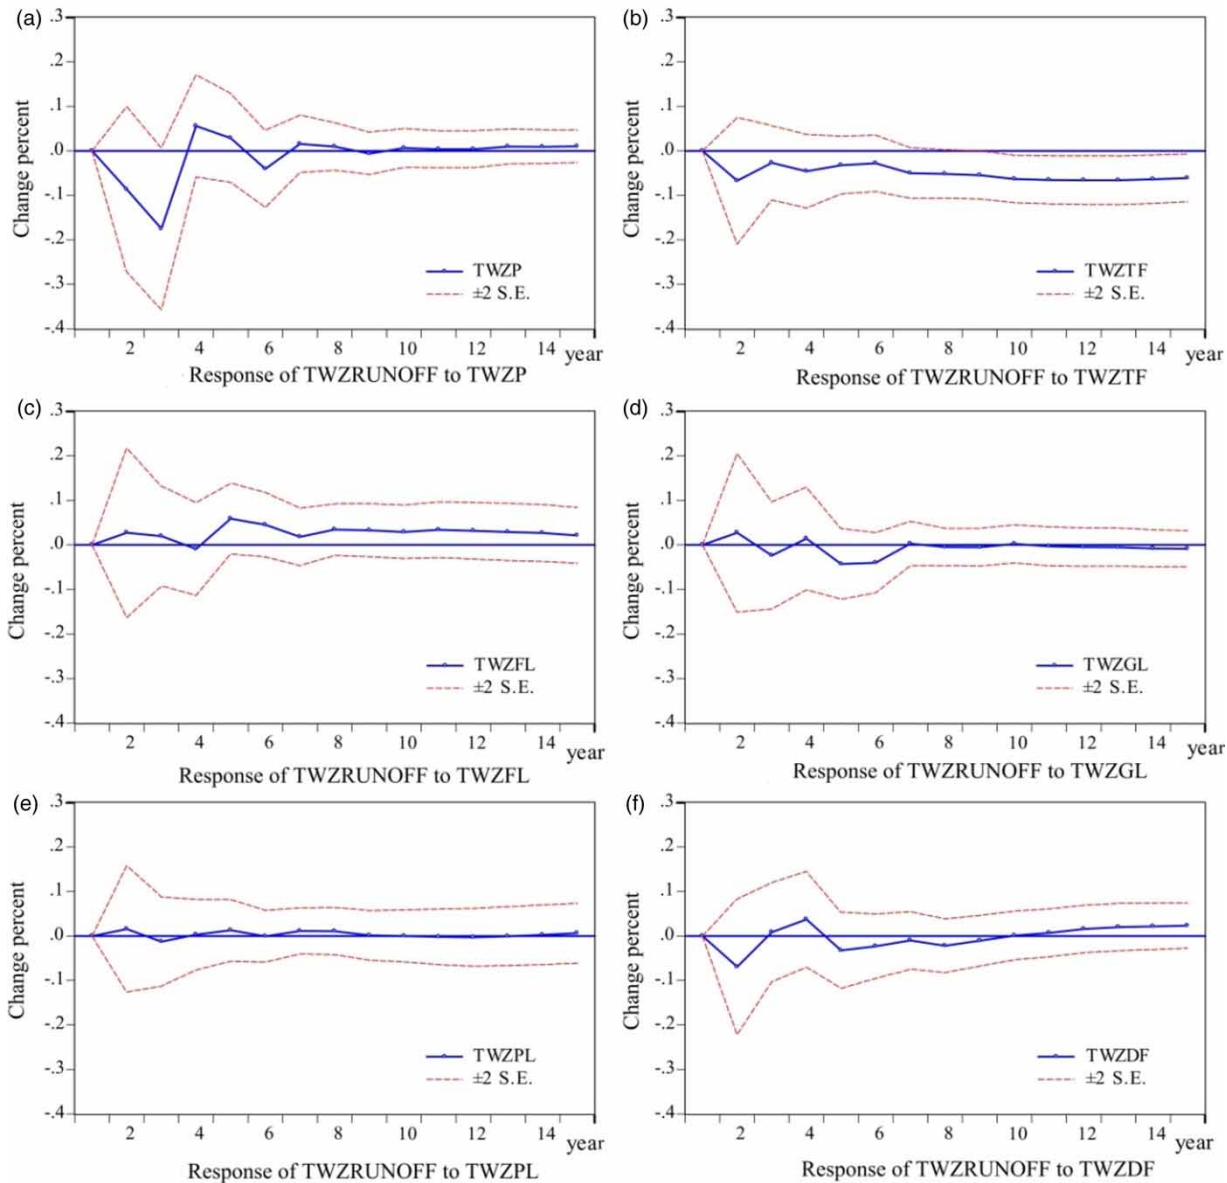 (a)
.3
.2
.1
.0
-.1
-.2
-.3
-.4
Change percent
TWZP
±2 S.E.
2 4 6 8 10 12 14 year
Response of TWZRUNOFF to TWZP
(b)
.3
.2
.1
.0
-.1
-.2
-.3
-.4
Change percent
TWZTF
±2 S.E.
2 4 6 8 10 12 14 year
Response of TWZRUNOFF to TWZTF
(c)
.3
.2
.1
.0
-.1
-.2
-.3
-.4
Change percent
TWZFL
±2 S.E.
2 4 6 8 10 12 14 year
Response of TWZRUNOFF to TWZFL
(d)
.3
.2
.1
.0
-.1
-.2
-.3
-.4
Change percent
TWZGL
±2 S.E.
2 4 6 8 10 12 14 year
Response of TWZRUNOFF to TWZGL
(e)
.3
.2
.1
.0
-.1
-.2
-.3
-.4
Change percent
TWZPL
±2 S.E.
2 4 6 8 10 12 14 year
Response of TWZRUNOFF to TWZPL
(f)
.3
.2
.1
.0
-.1
-.2
-.3
-.4
Change percent
TWZDF
±2 S.E.
2 4 6 8 10 12 14 year
Response of TWZRUNOFF to TWZDF